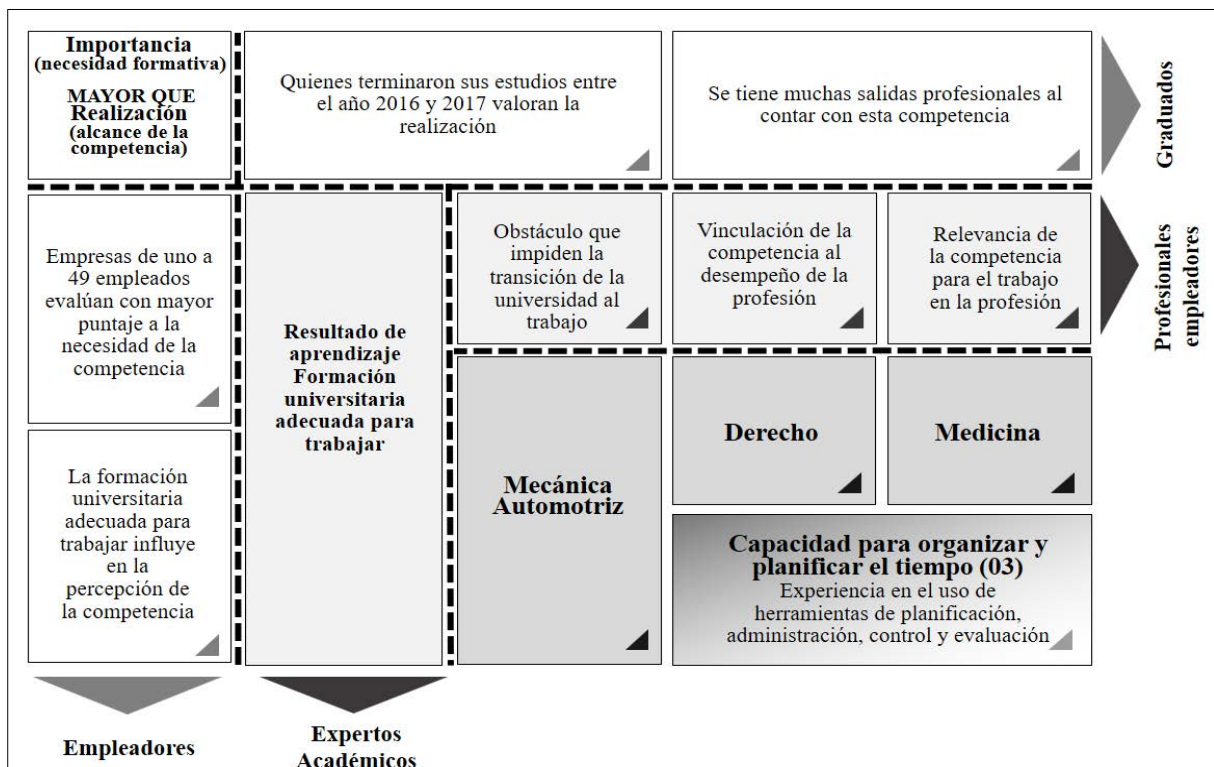 Importancia
(necesidad formativa)
MAYOR QUE
Realización
(alcance de la
competencia)
Quienes terminaron sus estudios entre
el año 2016 y 2017 valoran la
realización
Se tiene muchas salidas profesionales al
contar con esta competencia
Graduados
Empresas de uno a
49 empleados
evalúan con mayor
puntaje a la
necesidad de la
competencia
Resultado de
aprendizaje
Formación
universitaria
adecuada para
trabajar
Obstáculo que
impiden la
transición de la
universidad al
trabajo
Vinculación de la
competencia al
desempeño de la
profesión
Relevancia de
la competencia
para el trabajo
en la profesión
Profesionales
empleadores
La formación
universitaria
adecuada para
trabajar influye
en la
percepción de
la competencia
Mecánica
Automotriz
Derecho
Medicina
Capacidad para organizar y
planificar el tiempo (03)
Experiencia en el uso de
herramientas de planificación,
administración, control y evaluación
Empleadores
Expertos
Académicos